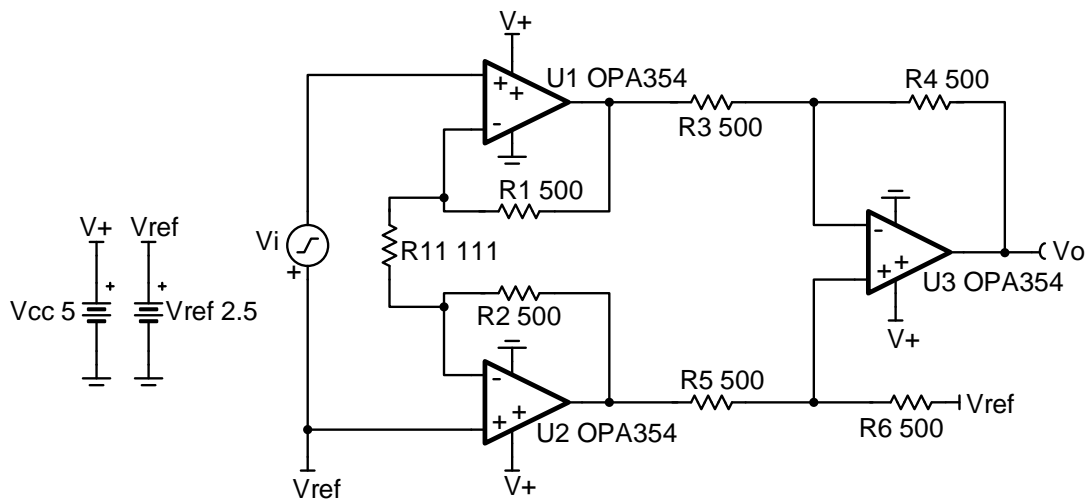 V+
U1 OPA354
+
+
-
R3 500
R4 500
R1 500
V+
Vref
Vi
+
R11 111
-
+
+
Vo
U3 OPA354
Vcc 5
+
Vref 2.5
+
R2 500
V+
-
+
+
U2 OPA354
R5 500
R6 500
Vref
Vref
V+